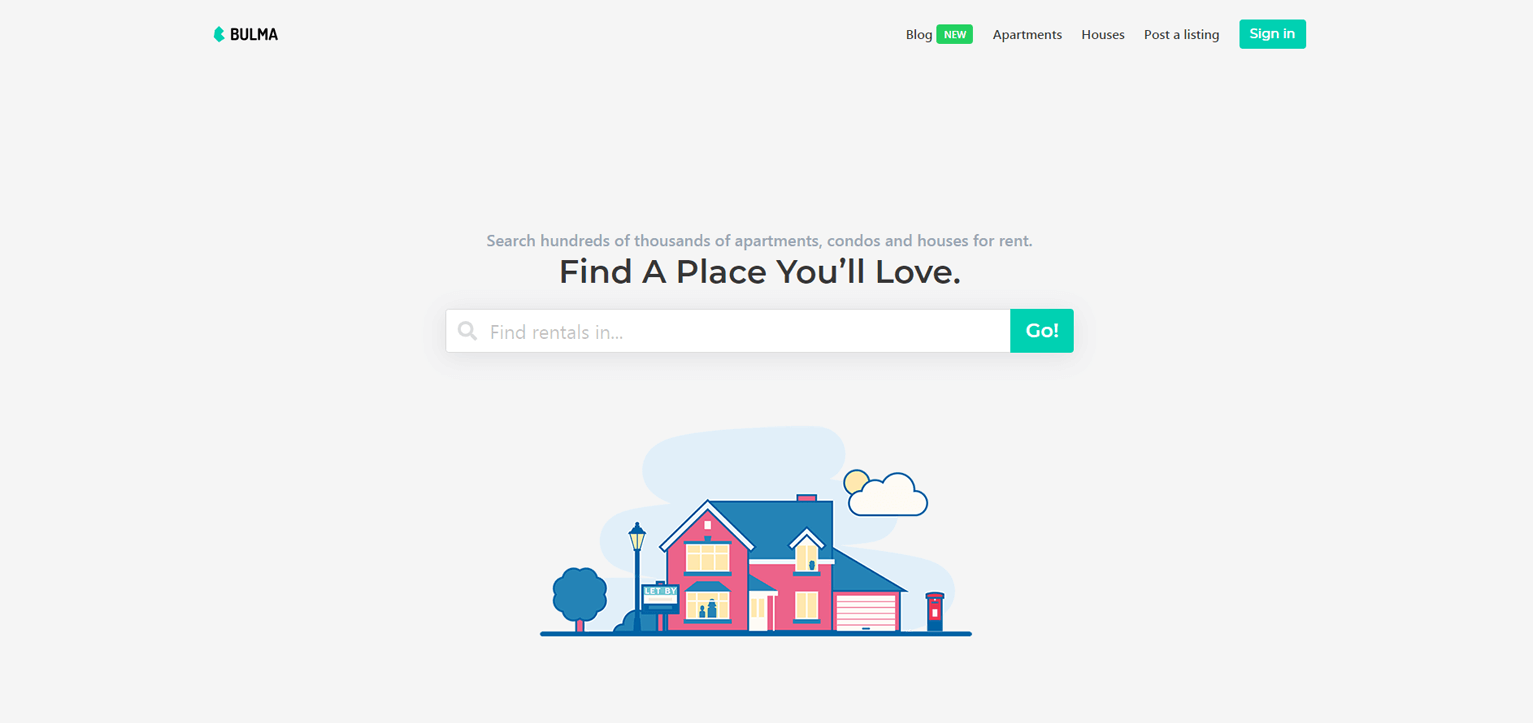 BULMA
Blog NEW Apartments Houses Post a listing Sign in
Search hundreds of thousands of apartments, condos and houses for rent.
Find A Place You’ll Love.
Find rentals in...
Go!
LET BY